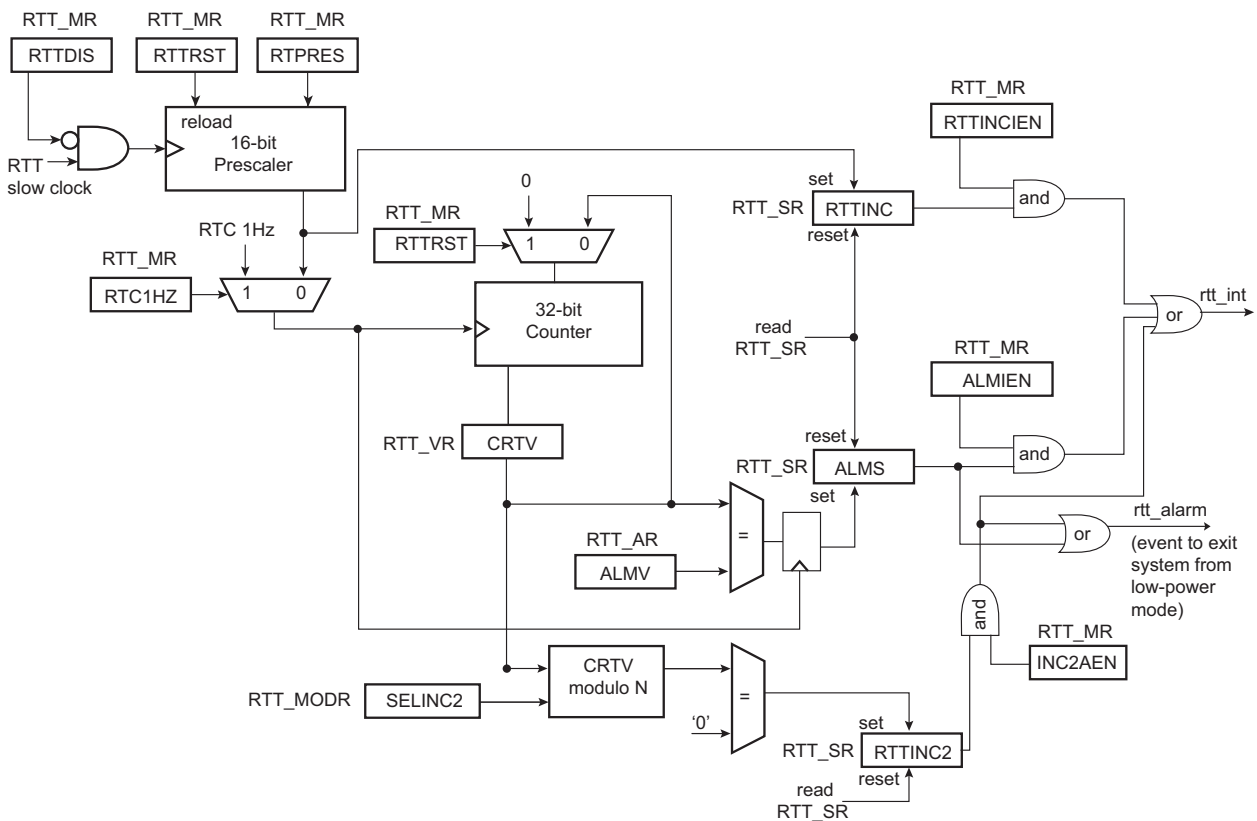 RTT_MR
RTT_MR
RTT_MR
RTTDIS
RTTRST
RTPRES
reload
16-bit
Prescaler
RTT
slow clock
RTT_MR
RTTINCIEN
set
and
RTT_SR
RTTINC
reset
0
RTT_MR
RTTRST
1
0
RTC 1Hz
RTT_MR
RTC1HZ
1
0
32-bit
Counter
read
RTT_SR
rtt_int
or
RTT_MR
ALMIEN
reset
and
RTT_VR
CRTV
RTT_SR
ALMS
set
rtt_alarm
or
(event to exit
system from
low-power
mode)
RTT_AR
ALMV
=
and
RTT_MR
INC2AEN
CRTV
modulo N
RTT_MODR
SELINC2
=
‘0’
set
RTT_SR
RTTINC2
reset
read
RTT_SR